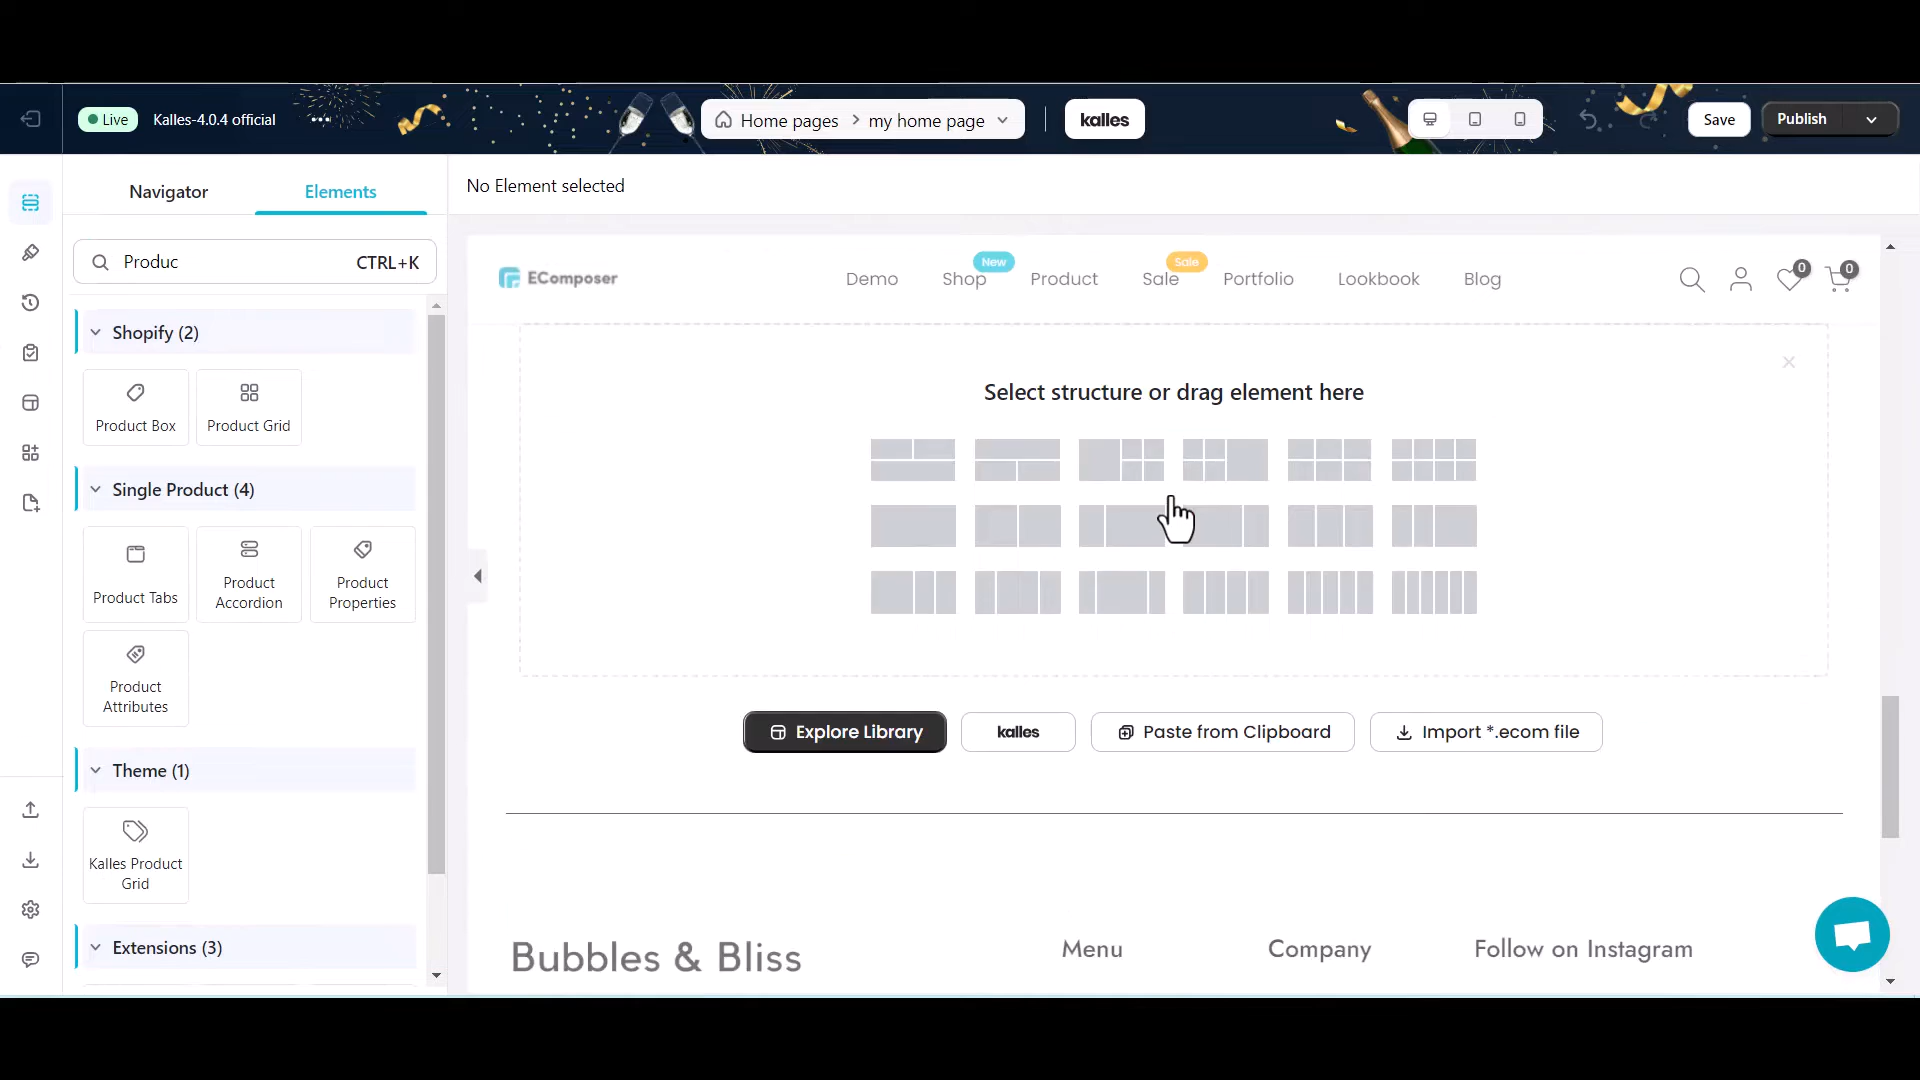 Live
Kalles-4.0.4 official
Home pages
my home page
kalles
Save
Publish
Navigator
Elements
No Element selected
Produc
CTRL+K
Shopify (2)
Product Box
Product Grid
Single Product (4)
Product Tabs
Product
Accordion
Product
Properties
Product
Attributes
Theme (1)
Kalles Product
Grid
Extensions (3)
EComposer
Demo
Shop
New
Product
Sale
Sale
Portfolio
Lookbook
Blog
0
0
Select structure or drag element here
Explore Library
kalles
Paste from Clipboard
Import *.ecom file
Bubbles & Bliss
Menu
Company
Follow on Instagram